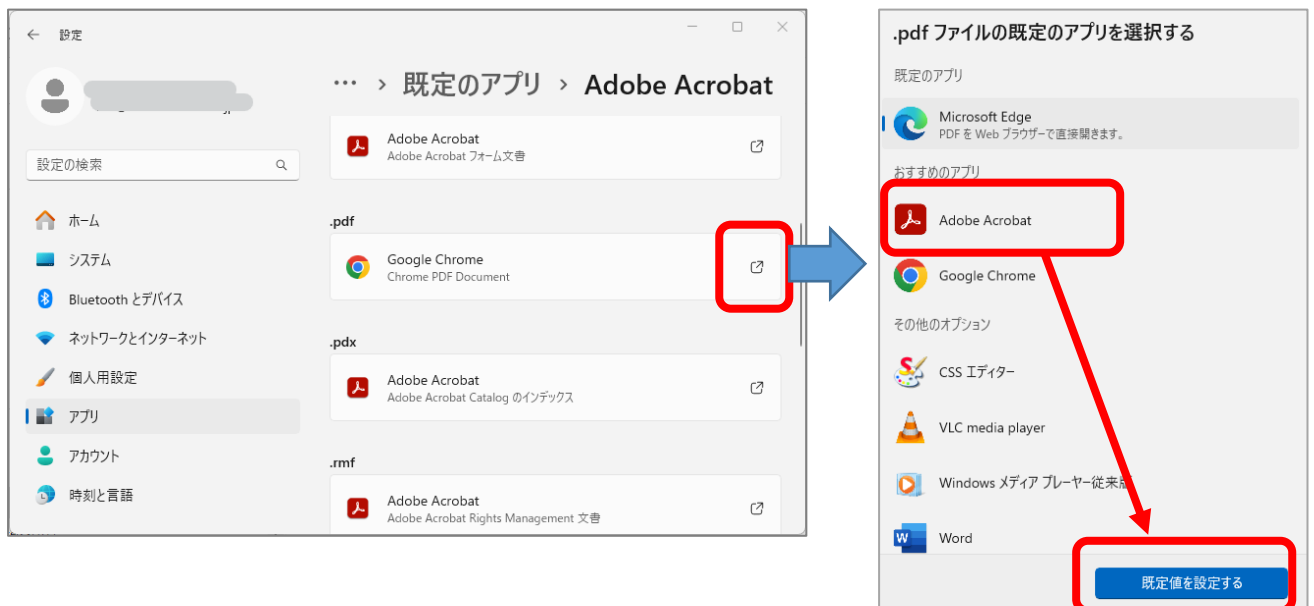 設定
… › 既定のアプリ › Adobe Acrobat
設定の検索
ホーム
システム
Bluetooth とデバイス
ネットワークとインターネット
個人用設定
アプリ
アカウント
時刻と言語
Adobe Acrobat
Adobe Acrobat フォーム文書
.pdf
Google Chrome
Chrome PDF Document
.pdx
Adobe Acrobat
Adobe Acrobat Catalog のインデックス
.rmf
Adobe Acrobat
Adobe Acrobat Rights Management 文書
.pdf ファイルの既定のアプリを選択する
既定のアプリ
Microsoft Edge
PDF を Web ブラウザーで直接開きます。
おすすめのアプリ
Adobe Acrobat
Google Chrome
その他のオプション
CSS エディター
VLC media player
Windows メディア プレーヤー従来版
Word
既定値を設定する